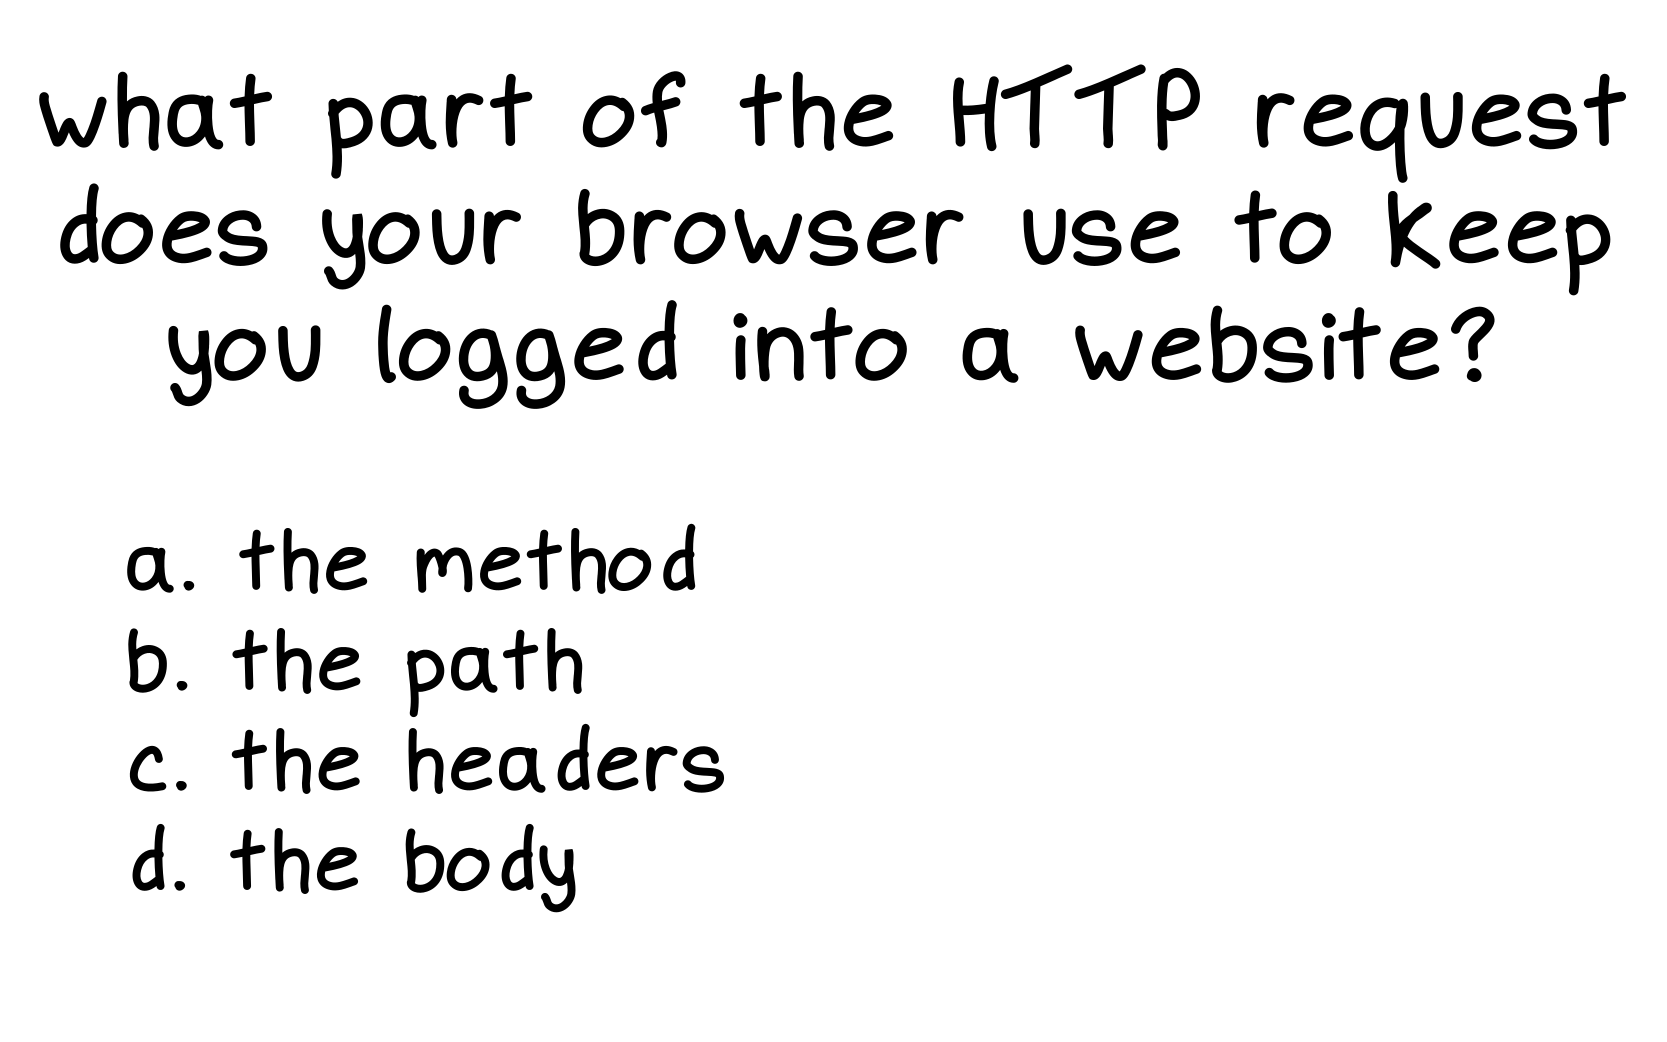 what part of the HTTP request
does your browser use to keep
you logged into a website?
a. the method
b. the path
c. the headers
d. the body